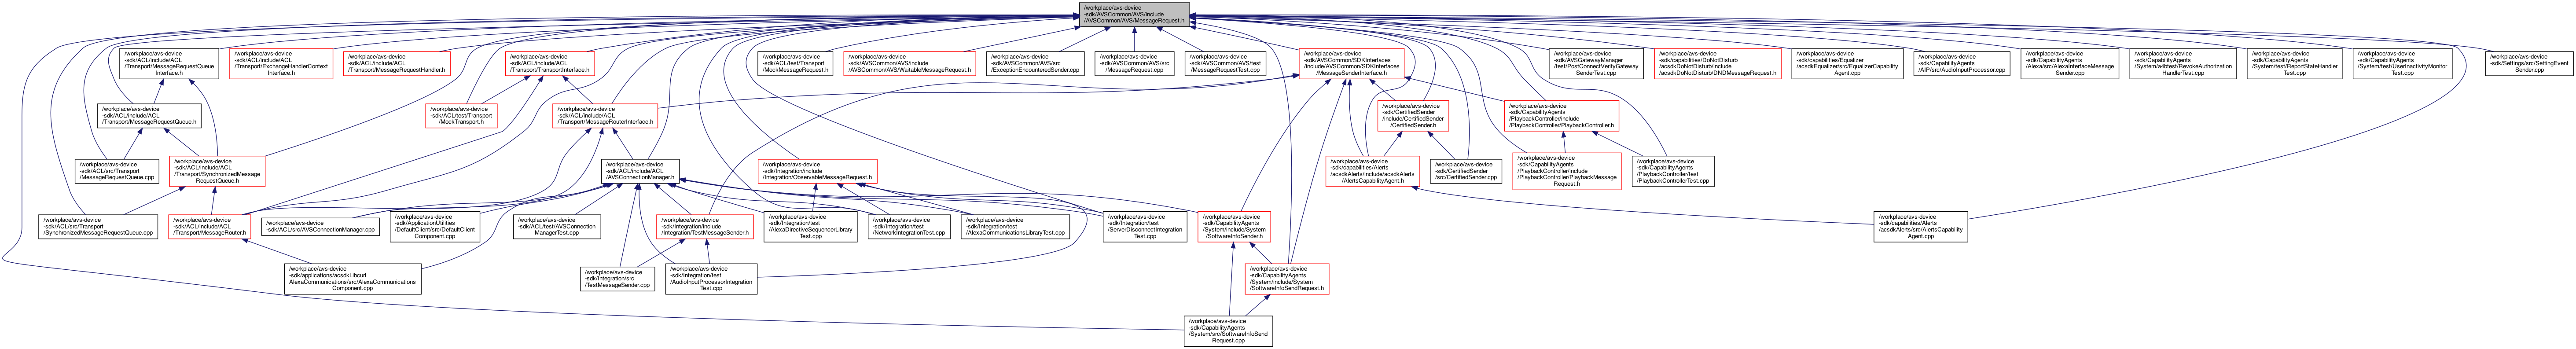 /workplace/avs-device
-sdk/AVSCommon/AVS/include
/AVSCommon/AVS/MessageRequest.h
/workplace/avs-device
-sdk/ACL/include/ACL
/Transport/MessageRequestQueue
Interface.h
/workplace/avs-device
-sdk/ACL/include/ACL
/Transport/ExchangeHandlerContext
Interface.h
/workplace/avs-device
-sdk/ACL/include/ACL
/Transport/MessageRequestHandler.h
/workplace/avs-device
-sdk/ACL/include/ACL
/Transport/TransportInterface.h
/workplace/avs-device
-sdk/ACL/test/Transport
/MockMessageRequest.h
/workplace/avs-device
-sdk/AVSCommon/AVS/include
/AVSCommon/AVS/WaitableMessageRequest.h
/workplace/avs-device
-sdk/AVSCommon/AVS/src
/ExceptionEncounteredSender.cpp
/workplace/avs-device
-sdk/AVSCommon/AVS/src
/MessageRequest.cpp
/workplace/avs-device
-sdk/AVSCommon/AVS/test
/MessageRequestTest.cpp
/workplace/avs-device
-sdk/AVSCommon/SDKInterfaces
/include/AVSCommon/SDKInterfaces
/MessageSenderInterface.h
/workplace/avs-device
-sdk/AVSGatewayManager
/test/PostConnectVerifyGateway
SenderTest.cpp
/workplace/avs-device
-sdk/capabilities/DoNotDisturb
/acsdkDoNotDisturb/include
/acsdkDoNotDisturb/DNDMessageRequest.h
/workplace/avs-device
-sdk/capabilities/Equalizer
/acsdkEqualizer/src/EqualizerCapability
Agent.cpp
/workplace/avs-device
-sdk/CapabilityAgents
/AIP/src/AudioInputProcessor.cpp
/workplace/avs-device
-sdk/CapabilityAgents
/Alexa/src/AlexaInterfaceMessage
Sender.cpp
/workplace/avs-device
-sdk/CapabilityAgents
/System/a4btest/RevokeAuthorization
HandlerTest.cpp
/workplace/avs-device
-sdk/CapabilityAgents
/System/test/ReportStateHandler
Test.cpp
/workplace/avs-device
-sdk/CapabilityAgents
/System/test/UserInactivityMonitor
Test.cpp
/workplace/avs-device
-sdk/Settings/src/SettingEvent
Sender.cpp
/workplace/avs-device
-sdk/ACL/include/ACL
/Transport/MessageRequestQueue.h
/workplace/avs-device
-sdk/ACL/test/Transport
/MockTransport.h
/workplace/avs-device
-sdk/ACL/include/ACL
/Transport/MessageRouterInterface.h
/workplace/avs-device
-sdk/CertifiedSender
/include/CertifiedSender
/CertifiedSender.h
/workplace/avs-device
-sdk/CapabilityAgents
/PlaybackController/include
/PlaybackController/PlaybackController.h
/workplace/avs-device
-sdk/ACL/src/Transport
/MessageRequestQueue.cpp
/workplace/avs-device
-sdk/ACL/include/ACL
/Transport/SynchronizedMessage
RequestQueue.h
/workplace/avs-device
-sdk/ACL/include/ACL
/AVSConnectionManager.h
/workplace/avs-device
-sdk/Integration/include
/Integration/ObservableMessageRequest.h
/workplace/avs-device
-sdk/capabilities/Alerts
/acsdkAlerts/include/acsdkAlerts
/AlertsCapabilityAgent.h
/workplace/avs-device
-sdk/CertifiedSender
/src/CertifiedSender.cpp
/workplace/avs-device
-sdk/CapabilityAgents
/PlaybackController/include
/PlaybackController/PlaybackMessage
Request.h
/workplace/avs-device
-sdk/CapabilityAgents
/PlaybackController/test
/PlaybackControllerTest.cpp
/workplace/avs-device
-sdk/ACL/src/Transport
/SynchronizedMessageRequestQueue.cpp
/workplace/avs-device
-sdk/ACL/include/ACL
/Transport/MessageRouter.h
/workplace/avs-device
-sdk/ACL/src/AVSConnectionManager.cpp
/workplace/avs-device
-sdk/ApplicationUtilities
/DefaultClient/src/DefaultClient
Component.cpp
/workplace/avs-device
-sdk/ACL/test/AVSConnection
ManagerTest.cpp
/workplace/avs-device
-sdk/Integration/include
/Integration/TestMessageSender.h
/workplace/avs-device
-sdk/Integration/test
/AlexaDirectiveSequencerLibrary
Test.cpp
/workplace/avs-device
-sdk/Integration/test
/NetworkIntegrationTest.cpp
/workplace/avs-device
-sdk/Integration/test
/AlexaCommunicationsLibraryTest.cpp
/workplace/avs-device
-sdk/Integration/test
/ServerDisconnectIntegration
Test.cpp
/workplace/avs-device
-sdk/CapabilityAgents
/System/include/System
/SoftwareInfoSender.h
/workplace/avs-device
-sdk/capabilities/Alerts
/acsdkAlerts/src/AlertsCapability
Agent.cpp
/workplace/avs-device
-sdk/applications/acsdkLibcurl
AlexaCommunications/src/AlexaCommunications
Component.cpp
/workplace/avs-device
-sdk/Integration/src
/TestMessageSender.cpp
/workplace/avs-device
-sdk/Integration/test
/AudioInputProcessorIntegration
Test.cpp
/workplace/avs-device
-sdk/CapabilityAgents
/System/include/System
/SoftwareInfoSendRequest.h
/workplace/avs-device
-sdk/CapabilityAgents
/System/src/SoftwareInfoSend
Request.cpp